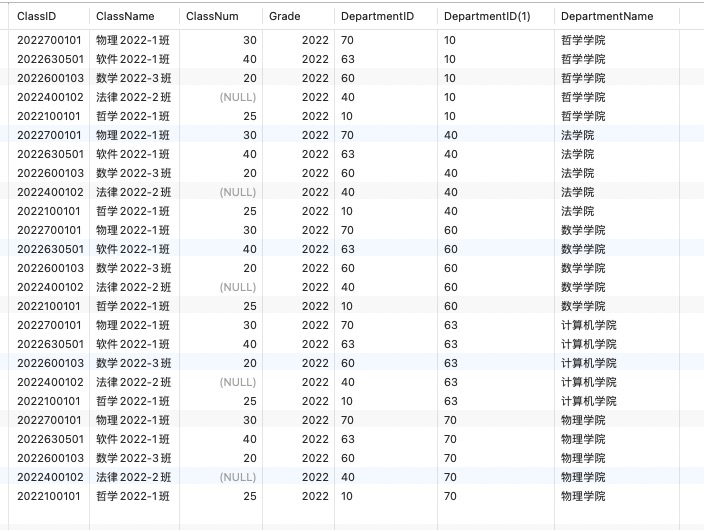 ClassID ClassName ClassNum Grade DepartmentID DepartmentID(1) DepartmentName
2022700101 物理2022-1班 30 2022 70 10 哲学学院
2022630501 软件2022-1班 40 2022 63 10 哲学学院
2022600103 数学2022-3班 20 2022 60 10 哲学学院
2022400102 法律2022-2班 (NULL) 2022 40 10 哲学学院
2022100101 哲学2022-1班 25 2022 10 10 哲学学院
2022700101 物理2022-1班 30 2022 70 40 法学院
2022630501 软件2022-1班 40 2022 63 40 法学院
2022600103 数学2022-3班 20 2022 60 40 法学院
2022400102 法律2022-2班 (NULL) 2022 40 40 法学院
2022100101 哲学2022-1班 25 2022 10 40 法学院
2022700101 物理2022-1班 30 2022 70 60 数学学院
2022630501 软件2022-1班 40 2022 63 60 数学学院
2022600103 数学2022-3班 20 2022 60 60 数学学院
2022400102 法律2022-2班 (NULL) 2022 40 60 数学学院
2022100101 哲学2022-1班 25 2022 10 60 数学学院
2022700101 物理2022-1班 30 2022 70 63 计算机学院
2022630501 软件2022-1班 40 2022 63 63 计算机学院
2022600103 数学2022-3班 20 2022 60 63 计算机学院
2022400102 法律2022-2班 (NULL) 2022 40 63 计算机学院
2022100101 哲学2022-1班 25 2022 10 63 计算机学院
2022700101 物理2022-1班 30 2022 70 70 物理学院
2022630501 软件2022-1班 40 2022 63 70 物理学院
2022600103 数学2022-3班 20 2022 60 70 物理学院
2022400102 法律2022-2班 (NULL) 2022 40 70 物理学院
2022100101 哲学2022-1班 25 2022 10 70 物理学院